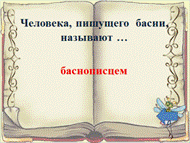 Человека, пишущего басни,
называют …
баснописцем